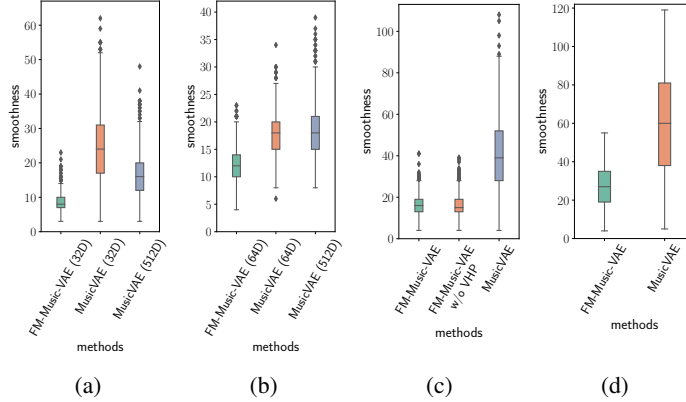 smoothness
60
50
40
30
20
10
0
FM-Music-VAE (32D)
MusicVAE (32D)
MusicVAE (512D)
methods
(a)
smoothness
40
35
30
25
20
15
10
5
0
FM-Music-VAE (64D)
MusicVAE (64D)
MusicVAE (512D)
methods
(b)
smoothness
100
80
60
40
20
0
FM-Music-VAE
FM-Music-VAE
w/o VHP
MusicVAE
methods
(c)
smoothness
120
100
80
60
40
20
0
FM-Music-VAE
MusicVAE
methods
(d)